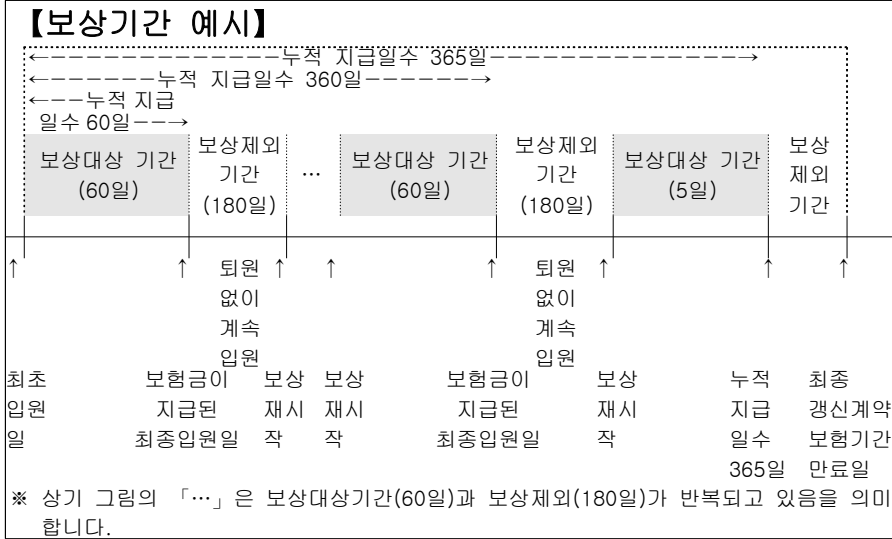 【보상기간 예시】
←－－－－－－－－－－－－－누적 지급일수 365일－－－－－－－－－－－－－→
←－－－－－－누적 지급일수 360일－－－－－－→
←－－누적 지급
일수 60일－－→
보상대상 기간
(60일)
보상제외
기간
(180일)
…
보상대상 기간
(60일)
보상제외
기간
(180일)
보상대상 기간
(5일)
보상
제외
기간
↑ ↑ ↑ ↑ ↑ ↑ ↑ ↑
퇴원
없이
계속
입원
퇴원
없이
계속
입원
최초
입원
일
보험금이
지급된
최종입원일
보상
재시
작
보상
재시
작
보험금이
지급된
최종입원일
보상
재시
작
누적
지급
일수
365일
최종
갱신계약
보험기간
만료일
※ 상기 그림의 「…」은 보상대상기간(60일)과 보상제외(180일)가 반복되고 있음을 의미
합니다.